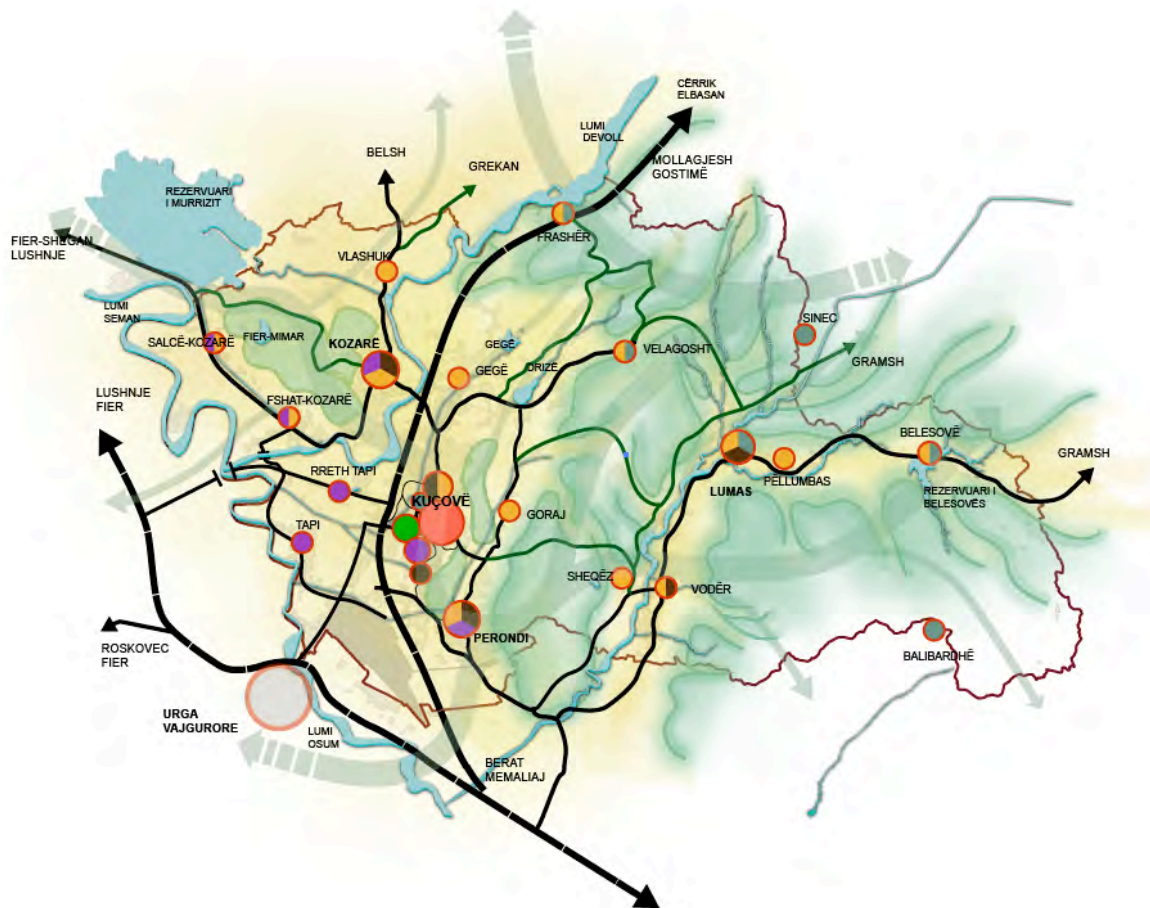 CËRRIK
ELBASAN
LUMI
DEVOLL
BELSH
GREKAN
MOLLAGJESH
GOSTIMË
REZERVUARI
I MURRIZIT
FRASHËR
FIER-SHEGAN
LUSHNJE
VLASHUK
LUMI
SEMAN
SALCË-KOZARË
FIER-MIMAR
KOZARË
GEGË
GEGË
ORIZË
VELAGOSHT
SINEC
GRAMSH
LUSHNJE
FIER
FSHAT-KOZARË
BELESOVË
GRAMSH
RRETH TAPI
KUÇOVË
LUMAS
PËLLUMBAS
REZERVUARI I
BELESOVËS
TAPI
GORAJ
SHEQËZ
VODËR
PERONDI
ROSKOVEC
FIER
BALIBARDHË
URGA
VAJGURORE
LUMI
OSUM
BERAT
MEMALIAJ